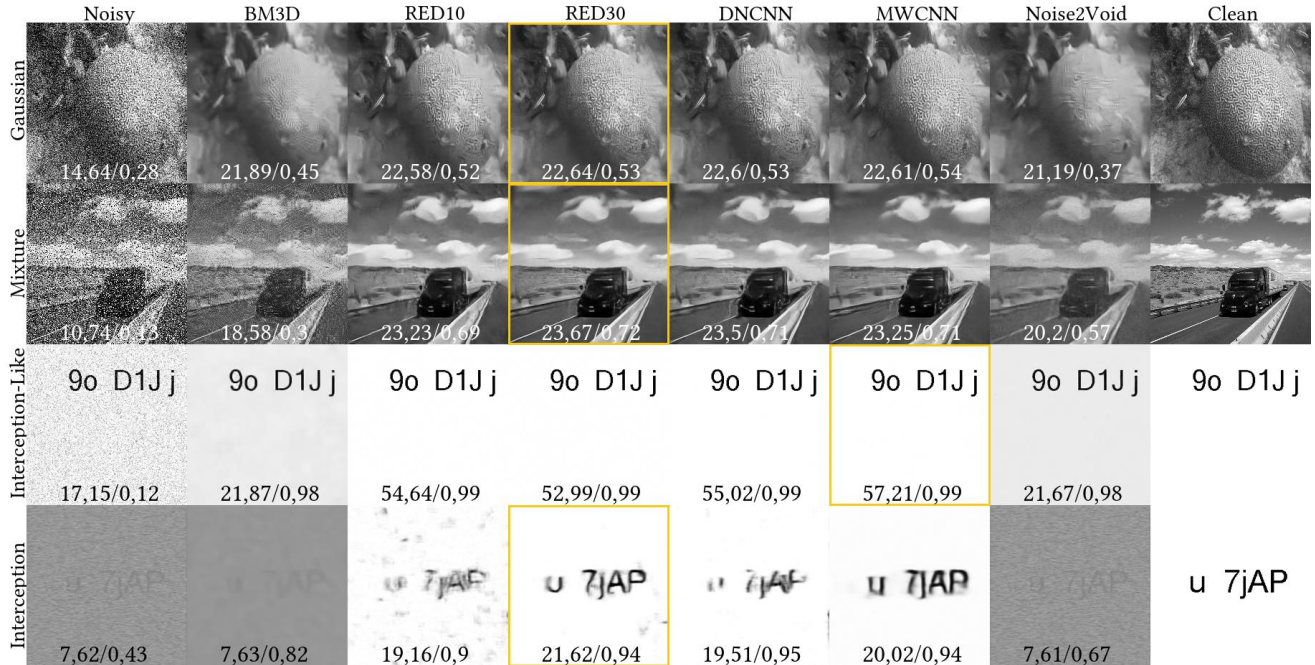 Noisy BM3D RED10 RED30 DNCNN MWCNN Noise2Void Clean
Gaussian
14,64/0,28 21,89/0,45 22,58/0,52 22,64/0,53 22,6/0,53 22,61/0,54 21,19/0,37
Mixture
10,74/0,13 18,58/0,3 23,23/0,69 23,67/0,72 23,5/0,71 23,25/0,71 20,2/0,57
Interception-Like
9o D1J j 9o D1J j 9o D1J j 9o D1J j 9o D1J j 9o D1J j 9o D1J j 9o D1J j
17,15/0,12 21,87/0,98 54,64/0,99 52,99/0,99 55,02/0,99 57,21/0,99 21,67/0,98
Interception
u 7jAP u 7jAP u 7jAP u 7jAP u 7jAP u 7jAP u 7jAP u 7jAP
7,62/0,43 7,63/0,82 19,16/0,9 21,62/0,94 19,51/0,95 20,02/0,94 7,61/0,67